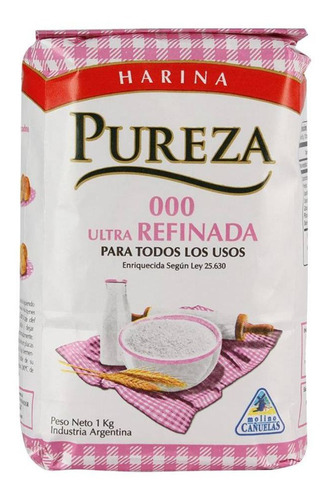 HARINA
PUREZA
000
ULTRA REFINADA
PARA TODOS LOS USOS
Enriquecida Según Ley 25.630
Peso Neto 1 Kg
Industria Argentina
molino
CAÑUELAS